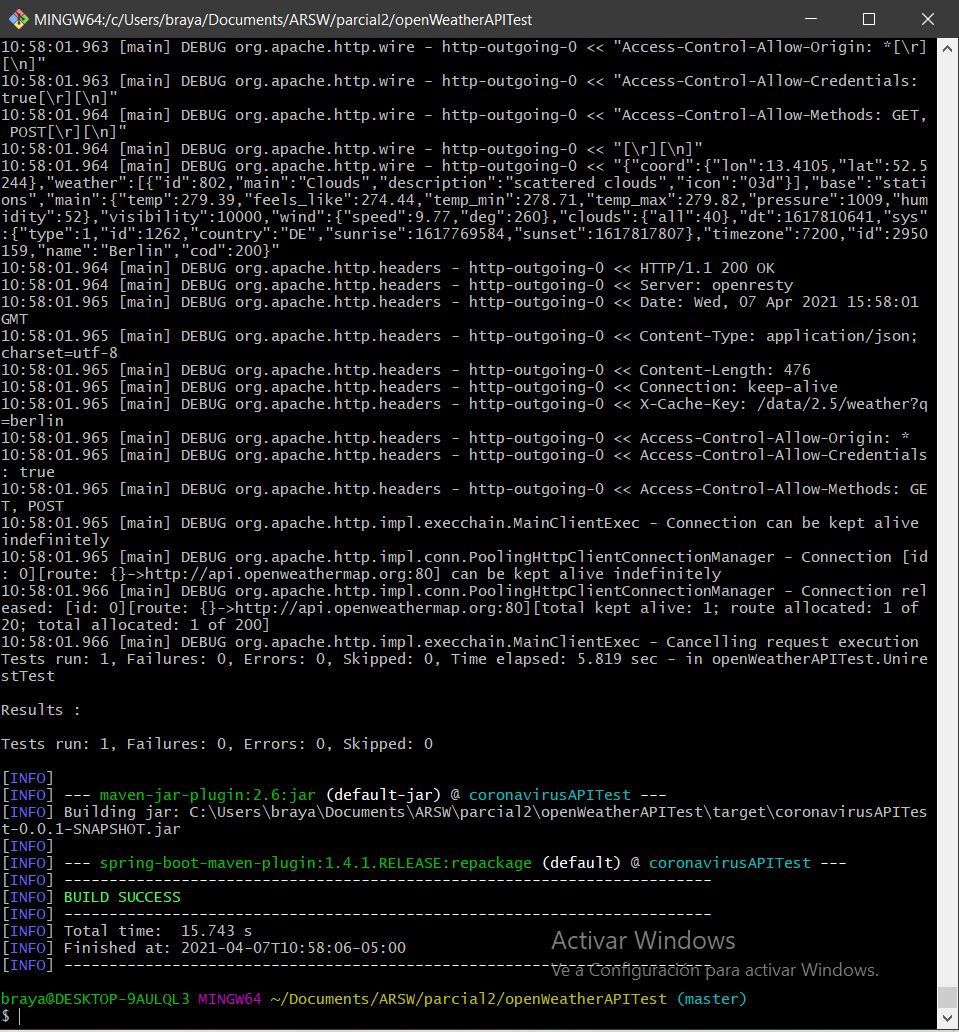 MINGW64:/c/Users/braya/Documents/ARSW/parcial2/openWeatherAPITest
10:58:01.963 [main] DEBUG org.apache.http.wire - http-outgoing-0 << "Access-Control-Allow-Origin: *[\r]
[\n]"
10:58:01.963 [main] DEBUG org.apache.http.wire - http-outgoing-0 << "Access-Control-Allow-Credentials:
true[\r][\n]"
10:58:01.964 [main] DEBUG org.apache.http.wire - http-outgoing-0 << "Access-Control-Allow-Methods: GET,
 POST[\r][\n]"
10:58:01.964 [main] DEBUG org.apache.http.wire - http-outgoing-0 << "[\r][\n]"
10:58:01.964 [main] DEBUG org.apache.http.wire - http-outgoing-0 << "{"coord":{"lon":13.4105,"lat":52.5
244},"weather":[{"id":802,"main":"Clouds","description":"scattered clouds","icon":"03d"}],"base":"stati
ons","main":{"temp":279.39,"feels_like":274.44,"temp_min":278.71,"temp_max":279.82,"pressure":1009,"hum
idity":52},"visibility":10000,"wind":{"speed":9.77,"deg":260},"clouds":{"all":40},"dt":1617810641,"sys"
:{"type":1,"id":1262,"country":"DE","sunrise":1617769584,"sunset":1617817807},"timezone":7200,"id":2950
159,"name":"Berlin","cod":200}"
10:58:01.964 [main] DEBUG org.apache.http.headers - http-outgoing-0 << HTTP/1.1 200 OK
10:58:01.964 [main] DEBUG org.apache.http.headers - http-outgoing-0 << Server: openresty
10:58:01.965 [main] DEBUG org.apache.http.headers - http-outgoing-0 << Date: Wed, 07 Apr 2021 15:58:01
GMT
10:58:01.965 [main] DEBUG org.apache.http.headers - http-outgoing-0 << Content-Type: application/json;
charset=utf-8
10:58:01.965 [main] DEBUG org.apache.http.headers - http-outgoing-0 << Content-Length: 476
10:58:01.965 [main] DEBUG org.apache.http.headers - http-outgoing-0 << Connection: keep-alive
10:58:01.965 [main] DEBUG org.apache.http.headers - http-outgoing-0 << X-Cache-Key: /data/2.5/weather?q
=berlin
10:58:01.965 [main] DEBUG org.apache.http.headers - http-outgoing-0 << Access-Control-Allow-Origin: *
10:58:01.965 [main] DEBUG org.apache.http.headers - http-outgoing-0 << Access-Control-Allow-Credentials
: true
10:58:01.965 [main] DEBUG org.apache.http.headers - http-outgoing-0 << Access-Control-Allow-Methods: GE
T, POST
10:58:01.965 [main] DEBUG org.apache.http.impl.execchain.MainClientExec - Connection can be kept alive
indefinitely
10:58:01.965 [main] DEBUG org.apache.http.impl.conn.PoolingHttpClientConnectionManager - Connection [id
: 0][route: {}->http://api.openweathermap.org:80] can be kept alive indefinitely
10:58:01.966 [main] DEBUG org.apache.http.impl.conn.PoolingHttpClientConnectionManager - Connection rel
eased: [id: 0][route: {}->http://api.openweathermap.org:80][total kept alive: 1; route allocated: 1 of
20; total allocated: 1 of 200]
10:58:01.966 [main] DEBUG org.apache.http.impl.execchain.MainClientExec - Cancelling request execution
Tests run: 1, Failures: 0, Errors: 0, Skipped: 0, Time elapsed: 5.819 sec - in openWeatherAPITest.Unire
stTest
Results :
Tests run: 1, Failures: 0, Errors: 0, Skipped: 0
[INFO]
[INFO] --- maven-jar-plugin:2.6:jar (default-jar) @ coronavirusAPITest ---
[INFO] Building jar: C:\Users\braya\Documents\ARSW\parcial2\openWeatherAPITest\target\coronavirusAPITes
t-0.0.1-SNAPSHOT.jar
[INFO]
[INFO] --- spring-boot-maven-plugin:1.4.1.RELEASE:repackage (default) @ coronavirusAPITest ---
[INFO] ------------------------------------------------------------------------
[INFO] BUILD SUCCESS
[INFO] ------------------------------------------------------------------------
[INFO] Total time:  15.743 s
[INFO] Finished at: 2021-04-07T10:58:06-05:00
[INFO] ------------------------------------------------------------------------
Activar Windows
Ve a Configuración para activar Windows.
braya@DESKTOP-9AULQL3 MINGW64 ~/Documents/ARSW/parcial2/openWeatherAPITest (master)
$